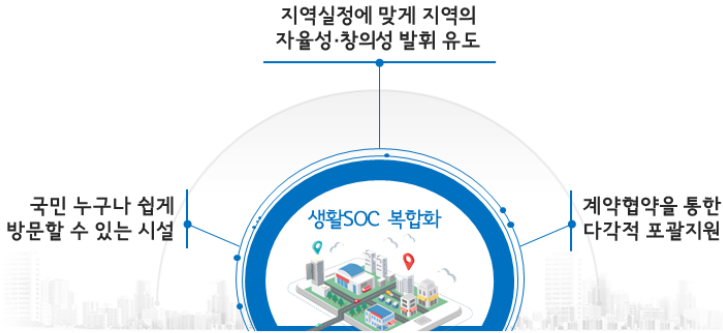 지역실정에 맞게 지역의
자율성·창의성 발휘 유도
국민 누구나 쉽게
방문할 수 있는 시설
생활SOC 복합화
계약협약을 통한
다각적 포괄지원